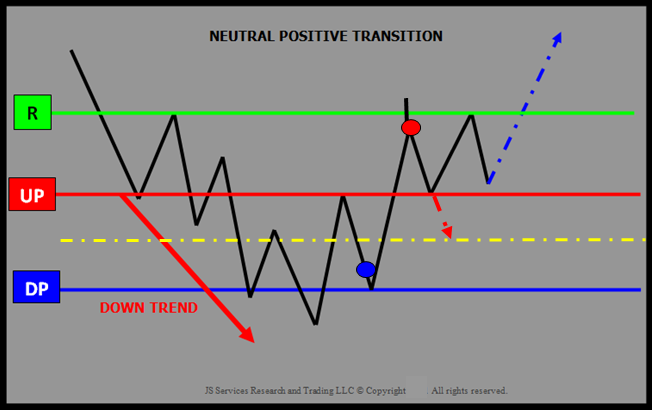 NEUTRAL POSITIVE TRANSITION
R
UP
DP
DOWN TREND
JS Services Research and Trading LLC © Copyright . All rights reserved.